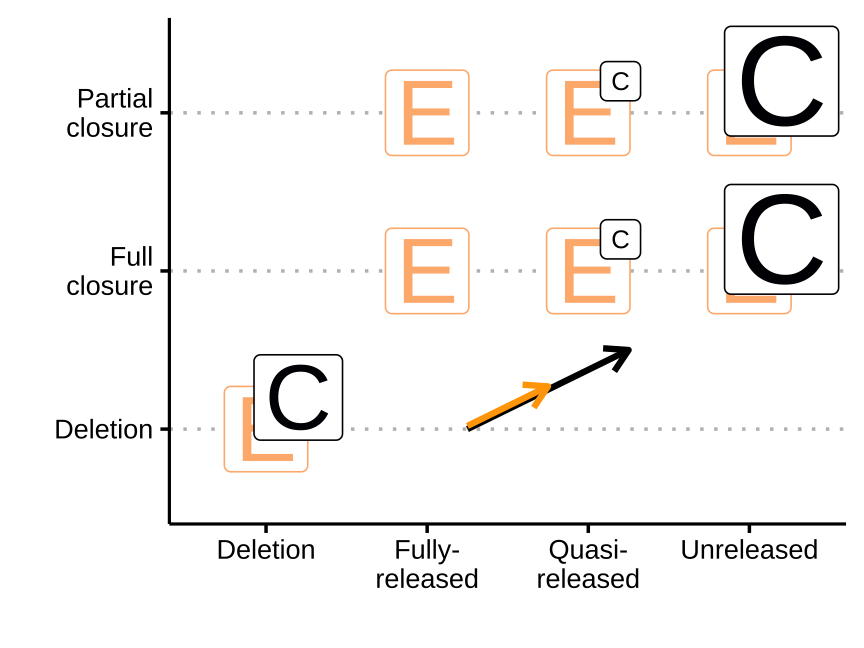 Partial
closure
E
E
C
E
C
Full
closure
E
E
C
E
C
Deletion
E
C
Deletion
Fully-
released
Quasi-
released
Unreleased